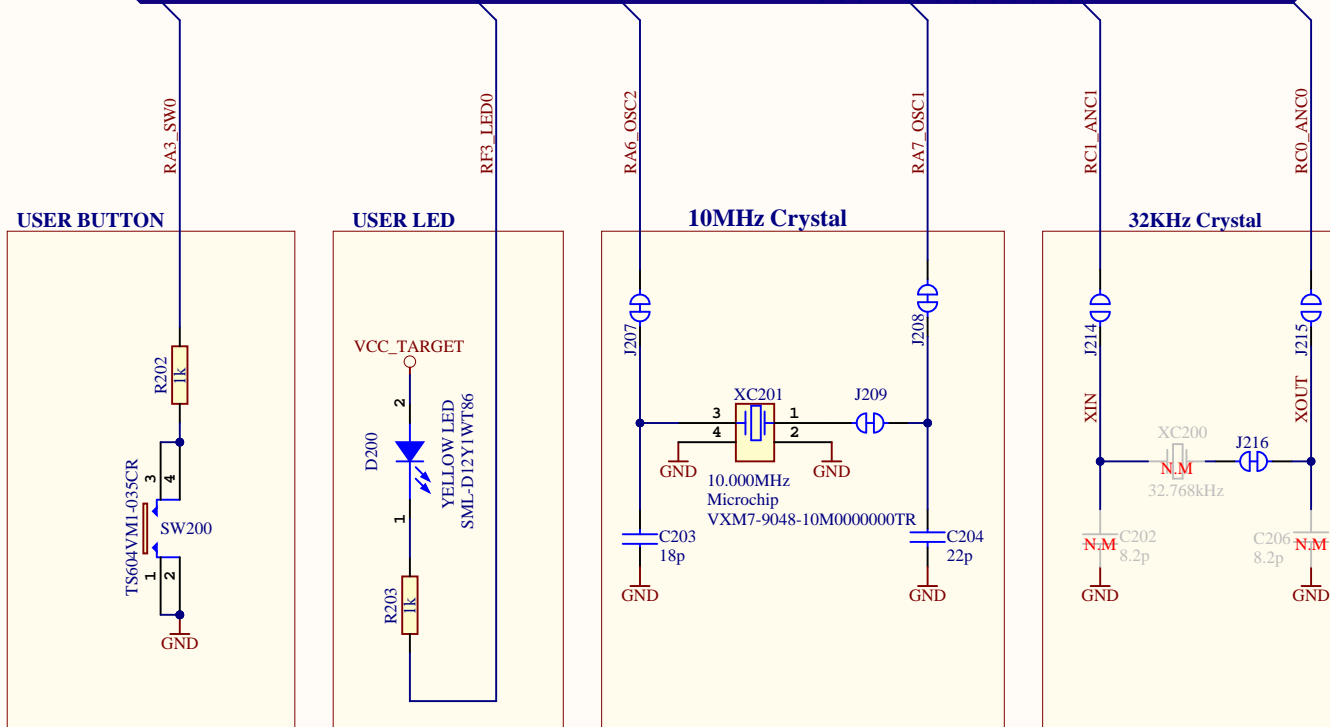 RA3_SW0
RF3_LED0
RA6_OSC2
RA7_OSC1
RC1_ANC1
RC0_ANC0
USER BUTTON
R202
1k
3
4
SW200
TS604VM1-035CR
1
2
GND
USER LED
VCC_TARGET
2
D200
YELLOW LED
SML-D12Y1WT86
1
R203
1k
10MHz Crystal
J207
J208
XC201
J209
3
1
4
2
GND
GND
10.000MHz
Microchip
VXM7-9048-10M0000000TR
C203
18p
GND
C204
22p
GND
32KHz Crystal
J214
J215
XIN
XOUT
XC200
J216
N.M
32.768kHz
N.M
C202
8.2p
GND
C206
N.M
8.2p
GND